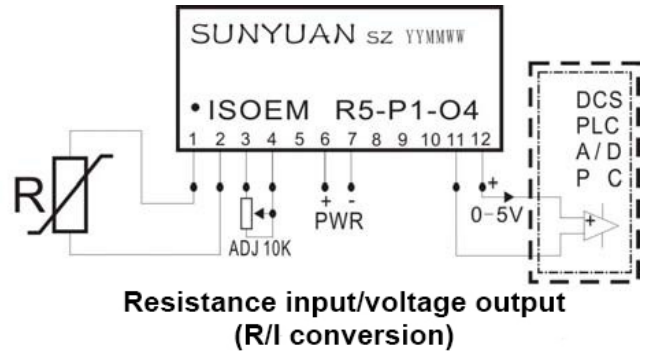 SUNYUAN SZ YYMMWW
• ISOEM R5-P1-O4
1 2 3 4 5 6 7 8 9 10 11 12
R
+ -
PWR
ADJ 10K
+
0-5V
DCS
PLC
A/D
P C
+
Resistance input/voltage output
(R/I conversion)